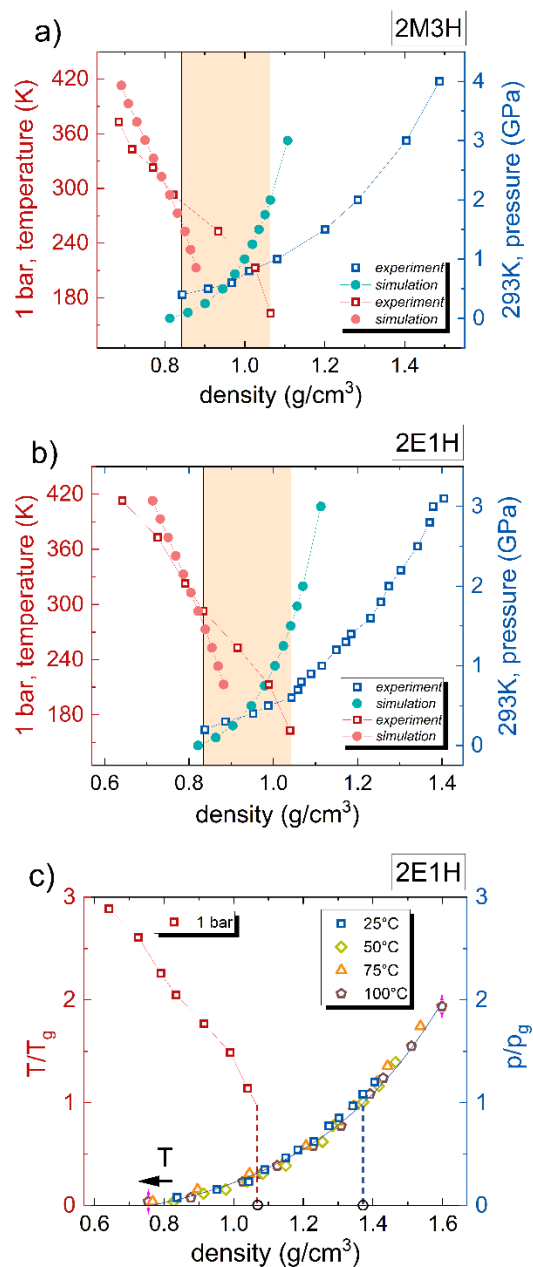 a)
2M3H
1 bar, temperature (K)
420
360
300
240
180
4
3
2
1
0
293K, pressure (GPa)
experiment
simulation
experiment
simulation
0.8
1.0
1.2
1.4
density (g/cm³)
b)
2E1H
1 bar, temperature (K)
420
360
300
240
180
3
2
1
0
293K, pressure (GPa)
experiment
simulation
experiment
simulation
0.6
0.8
1.0
1.2
1.4
density (g/cm³)
c)
2E1H
T/Tg
3
2
1
0
1 bar
25°C
50°C
75°C
100°C
3
2
1
0
p/pg
T
0.6
0.8
1.0
1.2
1.4
1.6
density (g/cm³)